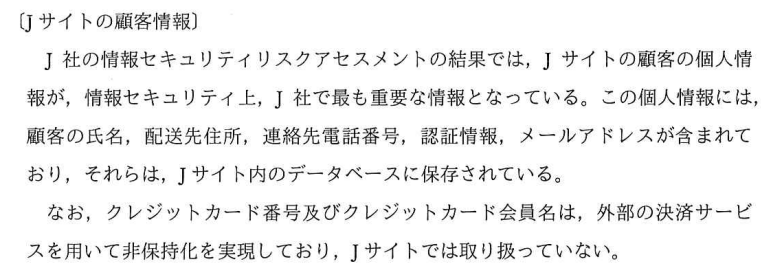 〔Jサイトの顧客情報〕
J 社の情報セキュリティリスクアセスメントの結果では，J サイトの顧客の個人情
報が，情報セキュリティ上，J 社で最も重要な情報となっている。この個人情報には，
顧客の氏名，配送先住所，連絡先電話番号，認証情報，メールアドレスが含まれて
おり，それらは，Jサイト内のデータベースに保存されている。
なお，クレジットカード番号及びクレジットカード会員名は，外部の決済サービ
スを用いて非保持化を実現しており，Jサイトでは取り扱っていない。